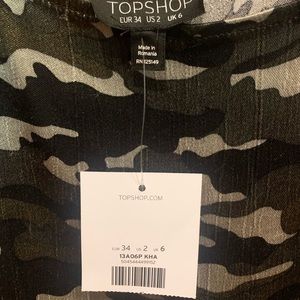 TOPSHOP
EUR 34 US 2 UK 6
Made in
Romania
RN 125149
TOPSHOP.COM
EUR 34 US 2 UK 6
13A06P KHA